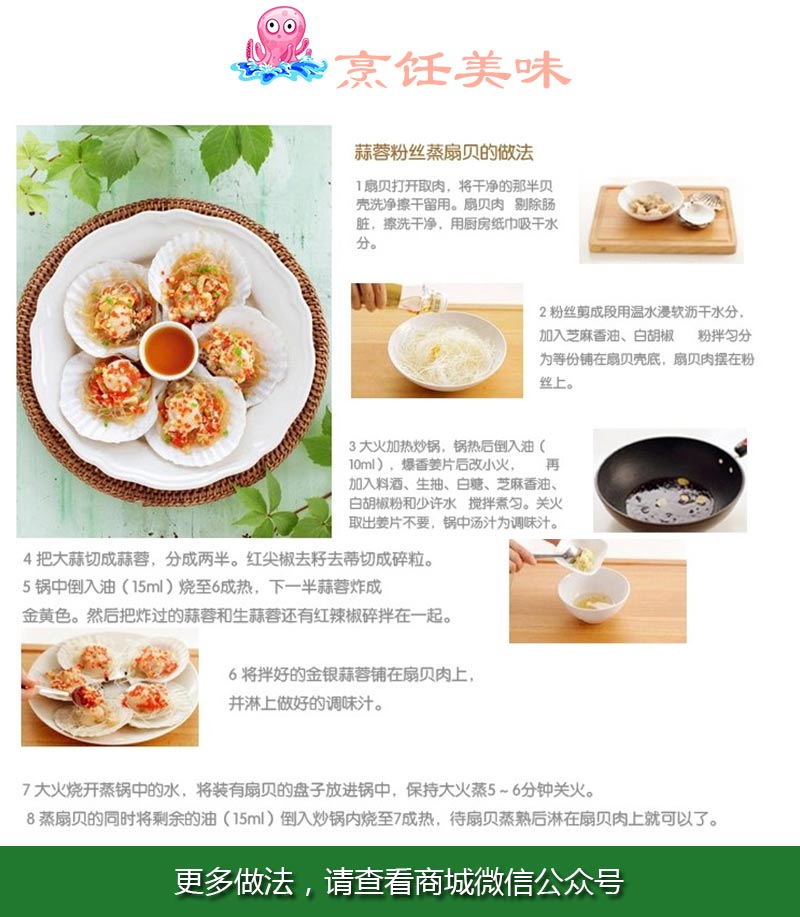 烹饪美味
蒜蓉粉丝蒸扇贝的做法
1扇贝打开取肉，将干净的那半贝
壳洗净擦干留用。扇贝肉 剔除肠
脏，擦洗干净，用厨房纸巾吸干水
分。
2 粉丝剪成段用温水浸软沥干水分，
加入芝麻香油、白胡椒 粉拌匀分
为等份铺在扇贝壳底，扇贝肉摆在粉
丝上。
3 大火加热炒锅，锅热后倒入油（
10ml），爆香姜片后改小火， 再
加入料酒、生抽、白糖、芝麻香油、
白胡椒粉和少许水 搅拌煮匀。关火
取出姜片不要，锅中汤汁为调味汁。
4 把大蒜切成蒜蓉，分成两半。红尖椒去籽去蒂切成碎粒。
5 锅中倒入油（15ml）烧至6成热，下一半蒜蓉炸成
金黄色。然后把炸过的蒜蓉和生蒜蓉还有红辣椒碎拌在一起。
6 将拌好的金银蒜蓉铺在扇贝肉上，
并淋上做好的调味汁。
7 大火烧开蒸锅中的水，将装有扇贝的盘子放进锅中，保持大火蒸5～6分钟关火。
8 蒸扇贝的同时将剩余的油（15ml）倒入炒锅内烧至7成热，待扇贝蒸熟后淋在扇贝肉上就可以了。
更多做法，请查看商城微信公众号